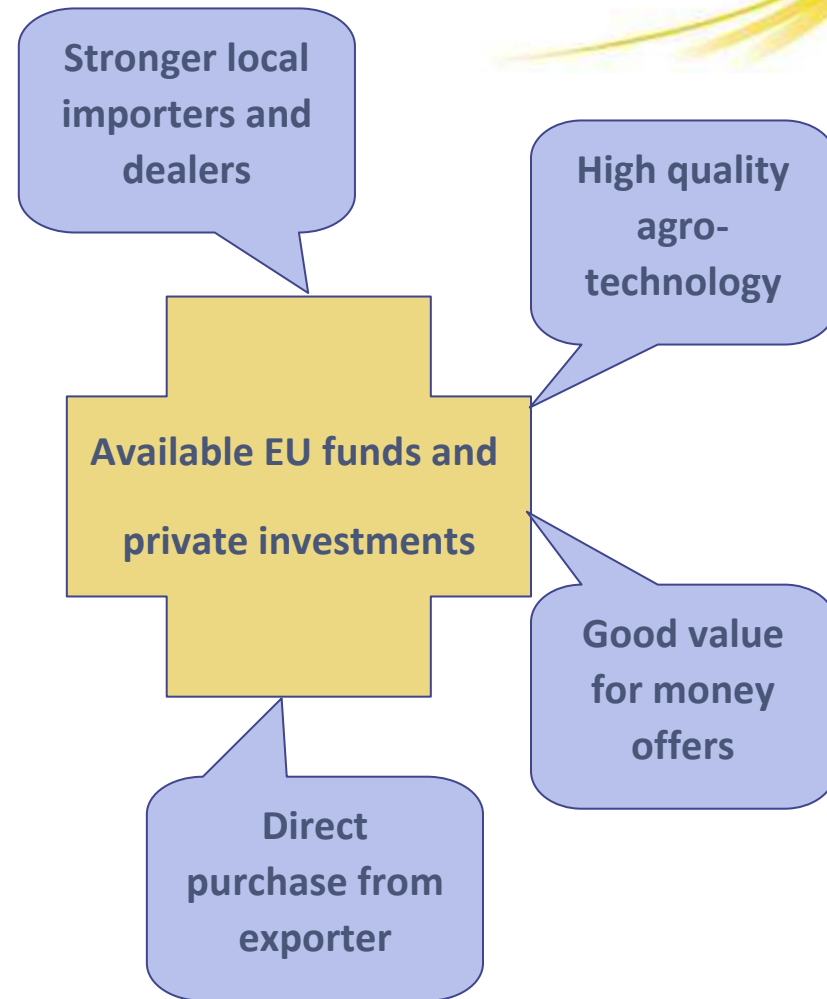 Stronger local
importers and
dealers
High quality
agro-
technology
Available EU funds and
private investments
Good value
for money
offers
Direct
purchase from
exporter